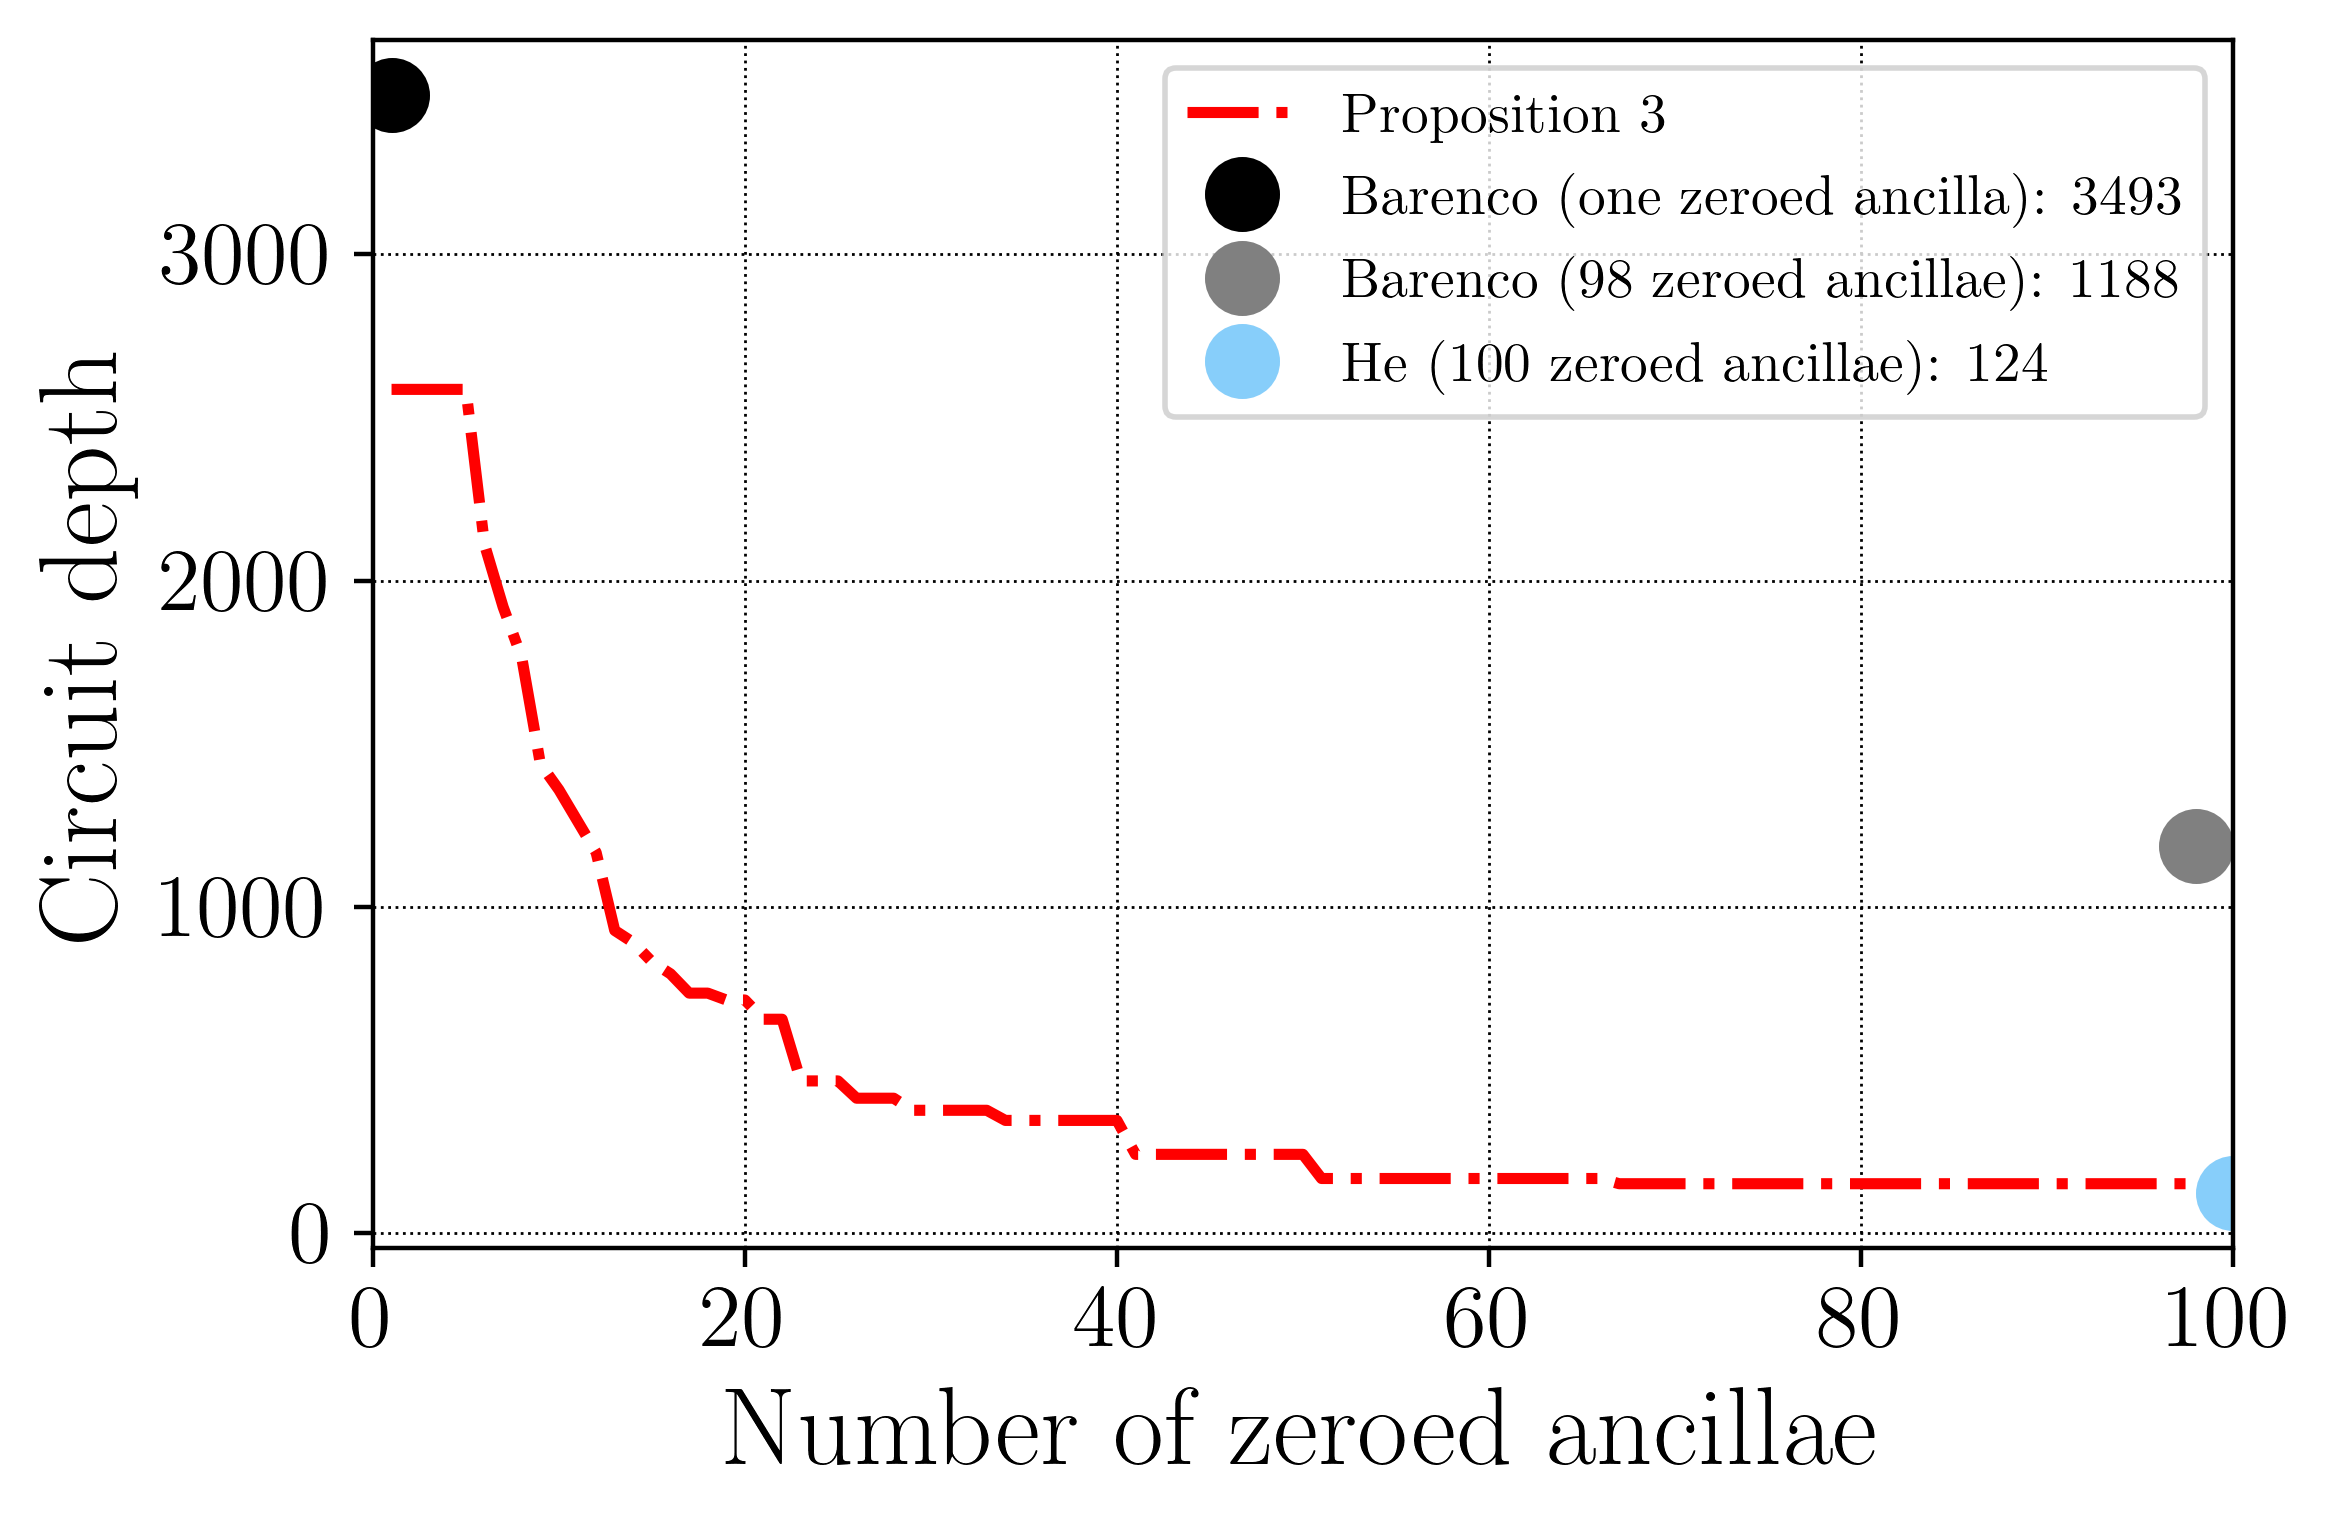 Proposition 3
Barenco (one zeroed ancilla): 3493
Barenco (98 zeroed ancillae): 1188
He (100 zeroed ancillae): 124
Circuit depth
3000
2000
1000
0
0 20 40 60 80 100
Number of zeroed ancillae